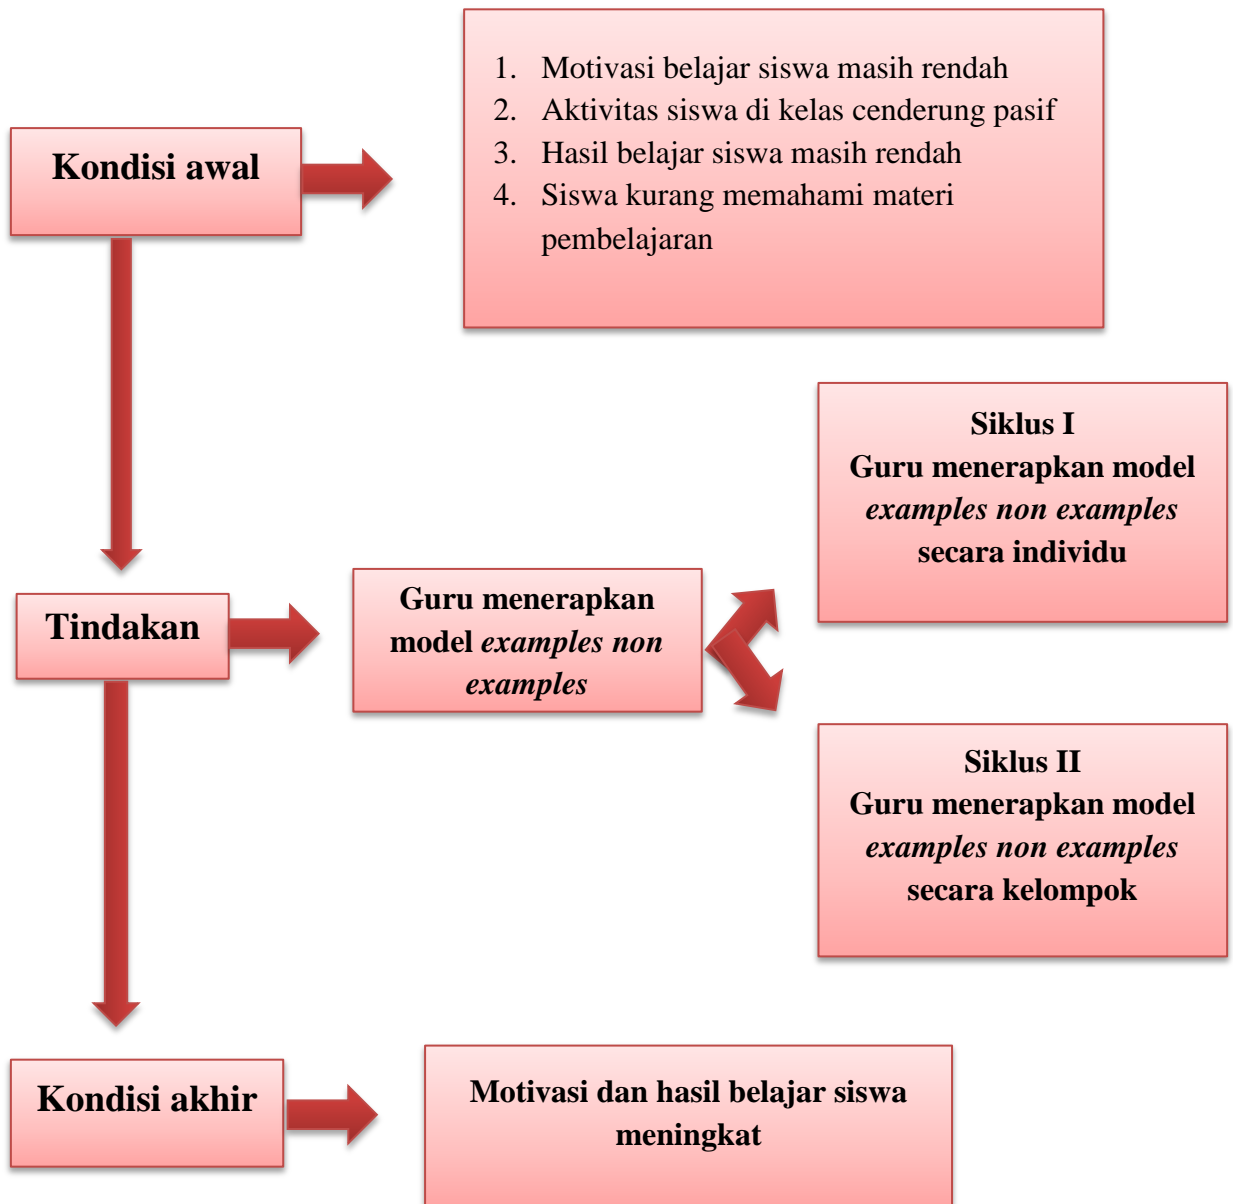 Kondisi awal
1. Motivasi belajar siswa masih rendah
2. Aktivitas siswa di kelas cenderung pasif
3. Hasil belajar siswa masih rendah
4. Siswa kurang memahami materi
pembelajaran
Tindakan
Guru menerapkan
model examples non
examples
Siklus I
Guru menerapkan model
examples non examples
secara individu
Siklus II
Guru menerapkan model
examples non examples
secara kelompok
Kondisi akhir
Motivasi dan hasil belajar siswa
meningkat